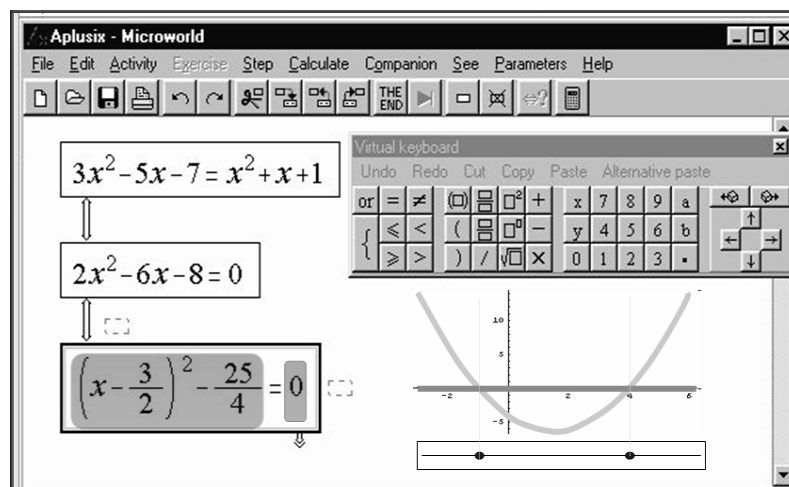 Aplusix - Microworld
File Edit Activity Exercise Step Calculate Companion See Parameters Help
THE END
3x²-5x-7 = x²+x+1
2x²-6x-8 = 0
(x - 3/2)² - 25/4 = 0
Virtual keyboard
Undo Redo Cut Copy Paste Alternative paste
or = ≠ (□) □² + x 7 8 9 a
{ ⩽ < ( □⁰ - y 4 5 6 b
⩾ > ) / √□ × 0 1 2 3 .
10
5
-2 2 4 6
-5